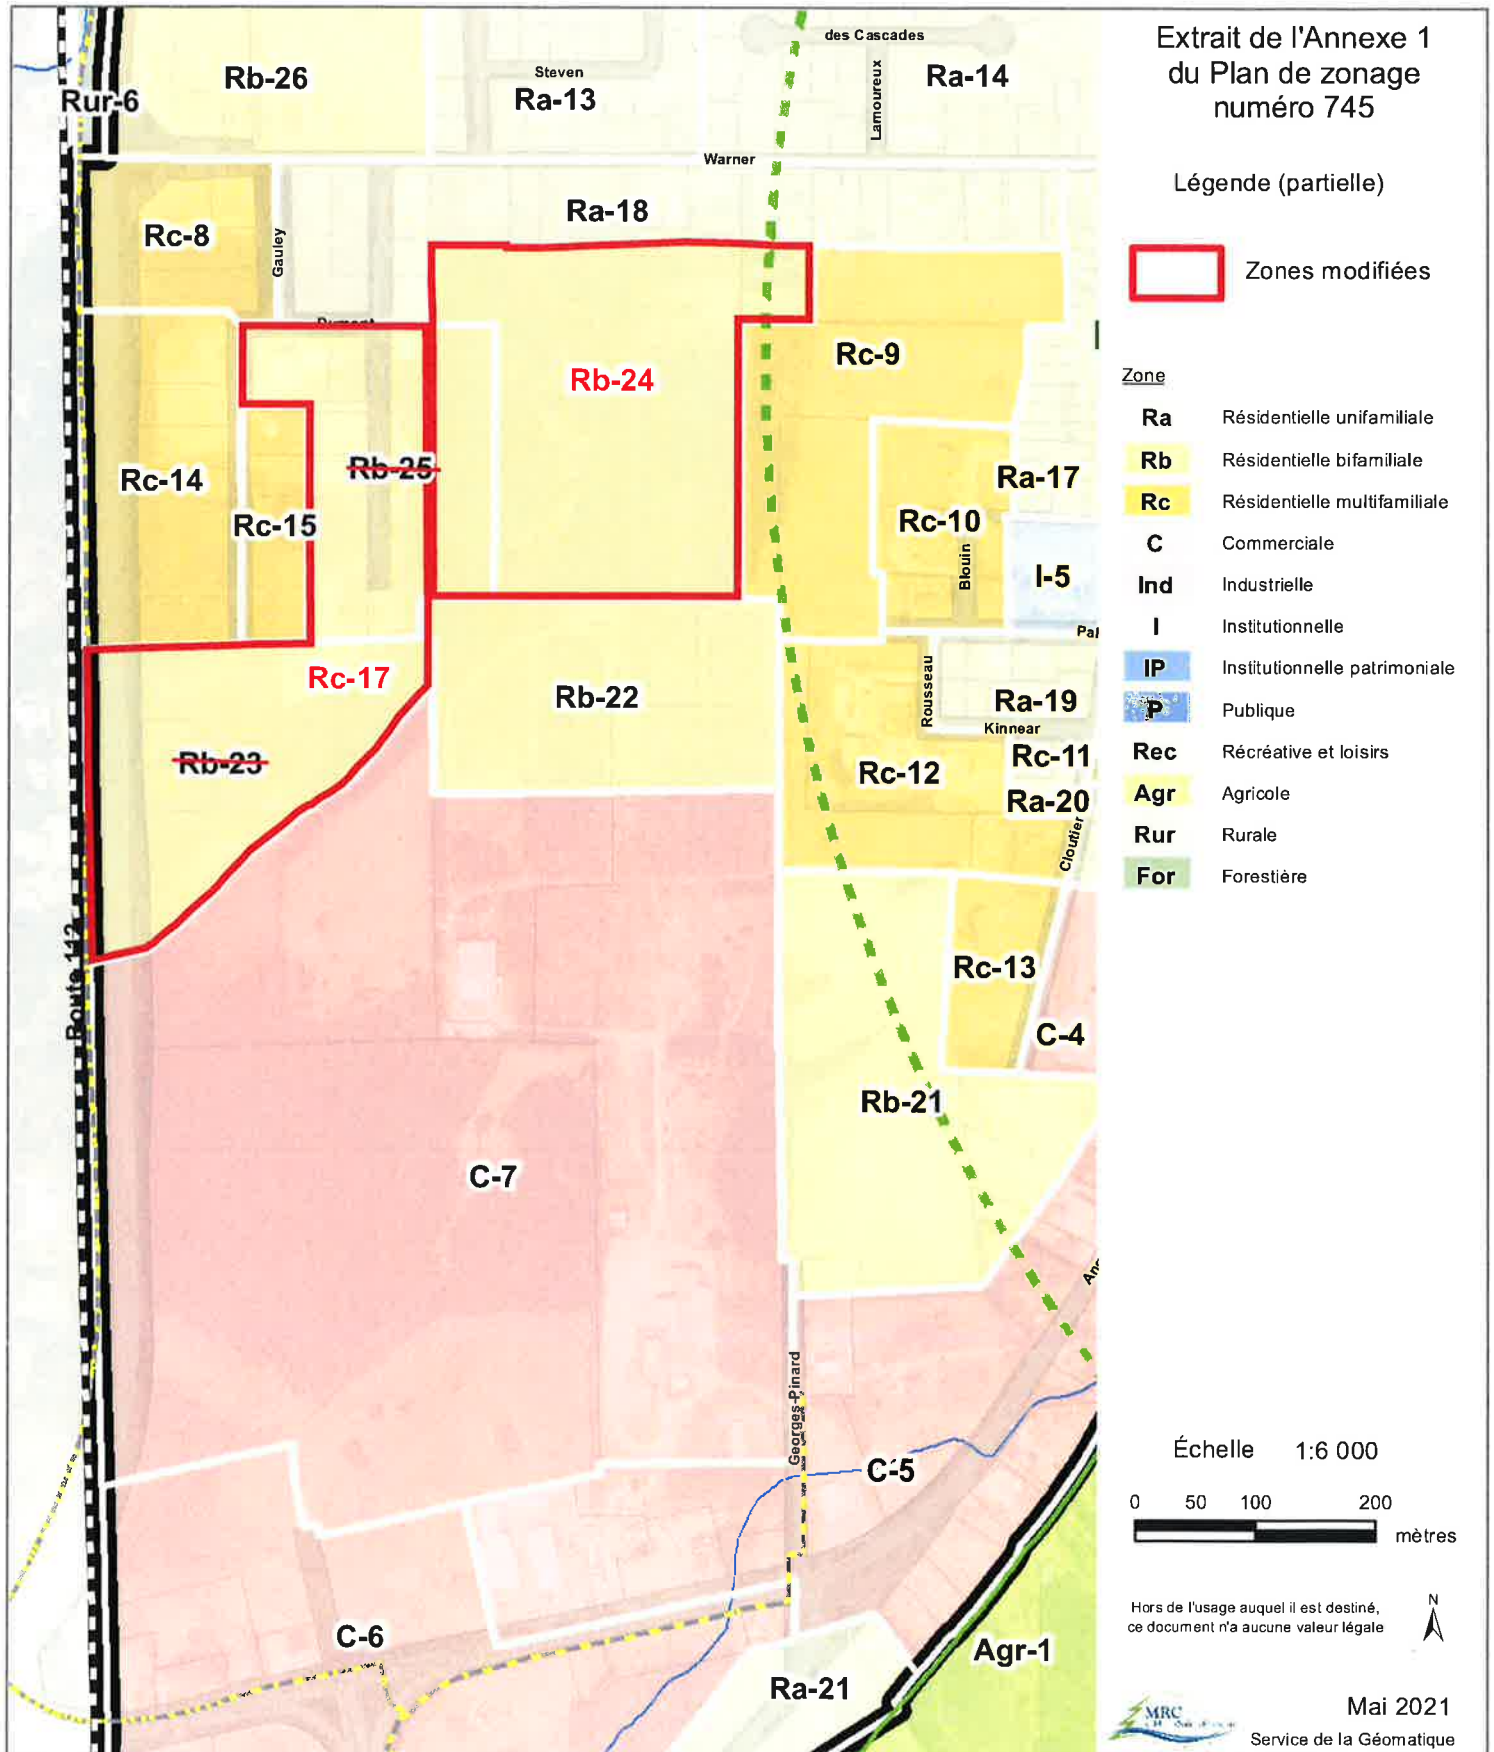 Extrait de l'Annexe 1
du Plan de zonage
numéro 745
Légende (partielle)
Zones modifiées
Zone
Ra Résidentielle unifamiliale
Rb Résidentielle bifamiliale
Rc Résidentielle multifamiliale
C Commerciale
Ind Industrielle
I Institutionnelle
IP Institutionnelle patrimoniale
P Publique
Rec Récréative et loisirs
Agr Agricole
Rur Rurale
For Forestière
Échelle 1:6 000
0 50 100 200
mètres
Hors de l'usage auquel il est destiné,
ce document n'a aucune valeur légale
N
MRC
Mai 2021
Service de la Géomatique
des Cascades
Rb-26
Steven
Ra-13
Lamoureux
Ra-14
Rur-6
Warner
Ra-18
Rc-8
Gauley
Dumont
Rb-24
Rc-9
Rc-14
Rb-25
Rc-15
Ra-17
Rc-10
Blouin
I-5
Rc-17
Rb-22
Rousseau
Ra-19
Kinnear
Rb-23
Rc-12
Rc-11
Ra-20
Cloutier
Route 112
Rc-13
C-4
Rb-21
C-7
Georges-Pinard
C-5
C-6
Agr-1
Ra-21